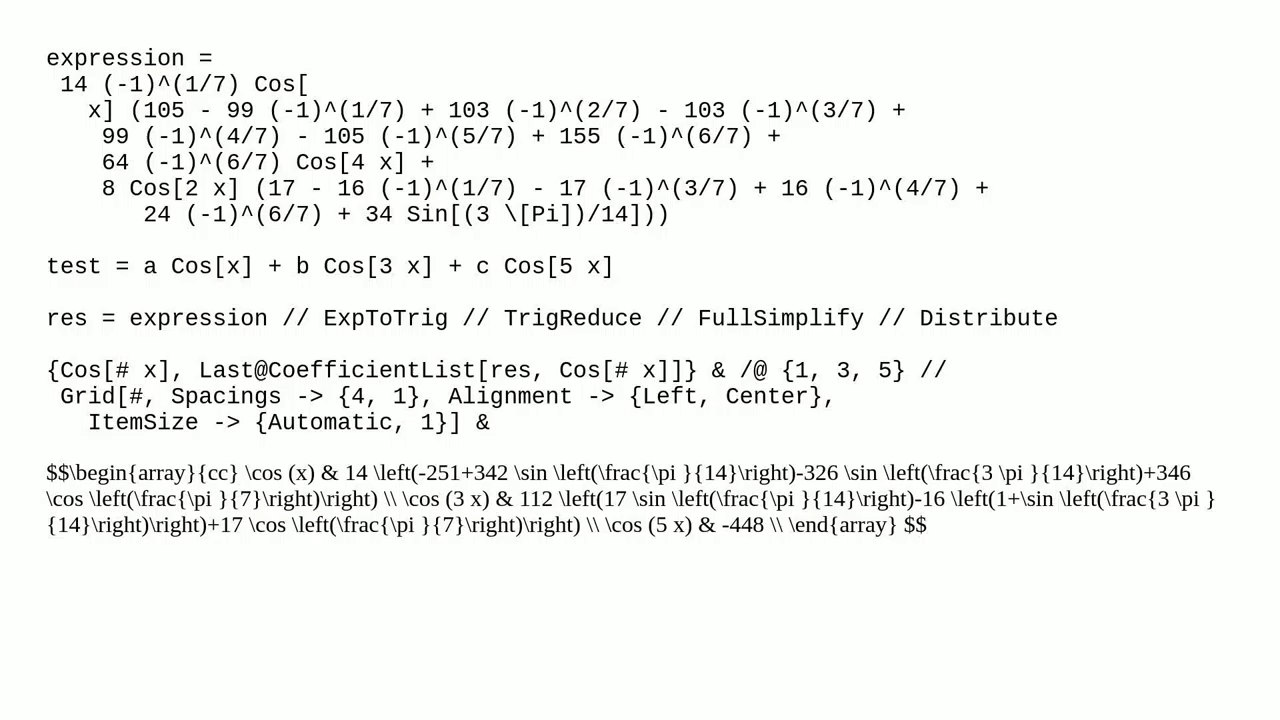 expression =
14 (-1)^(1/7) Cos[
x] (105 - 99 (-1)^(1/7) + 103 (-1)^(2/7) - 103 (-1)^(3/7) +
99 (-1)^(4/7) - 105 (-1)^(5/7) + 155 (-1)^(6/7) +
64 (-1)^(6/7) Cos[4 x] +
8 Cos[2 x] (17 - 16 (-1)^(1/7) - 17 (-1)^(3/7) + 16 (-1)^(4/7) +
24 (-1)^(6/7) + 34 Sin[(3 \[Pi])/14]))
test = a Cos[x] + b Cos[3 x] + c Cos[5 x]
res = expression // ExpToTrig // TrigReduce // FullSimplify // Distribute
{Cos[# x], Last@CoefficientList[res, Cos[# x]]} & /@ {1, 3, 5} //
Grid[#, Spacings -> {4, 1}, Alignment -> {Left, Center},
ItemSize -> {Automatic, 1}] &
$$\begin{array}{cc} \cos (x) & 14 \left(-251+342 \sin \left(\frac{\pi }{14}\right)-326 \sin \left(\frac{3 \pi }{14}\right)+346
\cos \left(\frac{\pi }{7}\right)\right) \\ \cos (3 x) & 112 \left(17 \sin \left(\frac{\pi }{14}\right)-16 \left(1+\sin \left(\frac{3 \pi }
{14}\right)\right)+17 \cos \left(\frac{\pi }{7}\right)\right) \\ \cos (5 x) & -448 \\ \end{array} $$